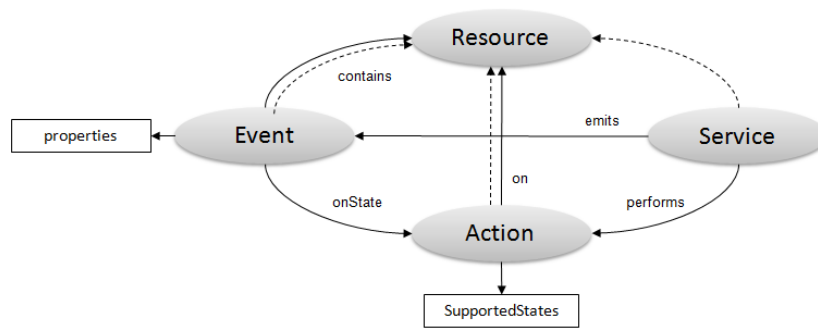 Resource
contains
emits
properties
Event
Service
on
onState
performs
Action
SupportedStates